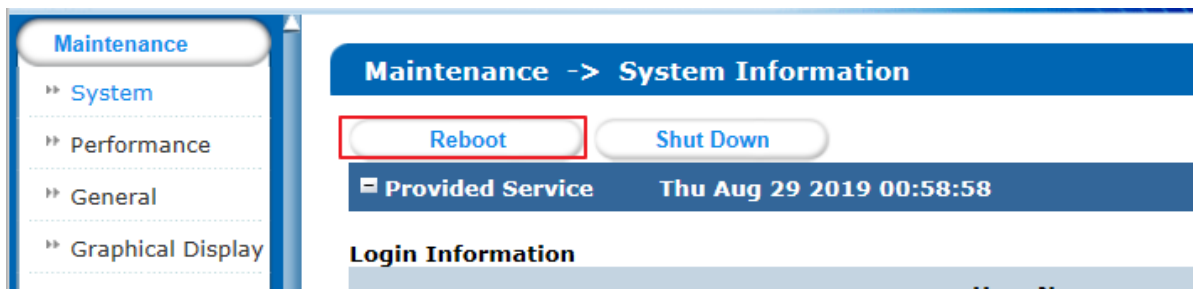 Maintenance
System
Performance
General
Graphical Display
Maintenance -> System Information
Reboot Shut Down
Provided Service Thu Aug 29 2019 00:58:58
Login Information